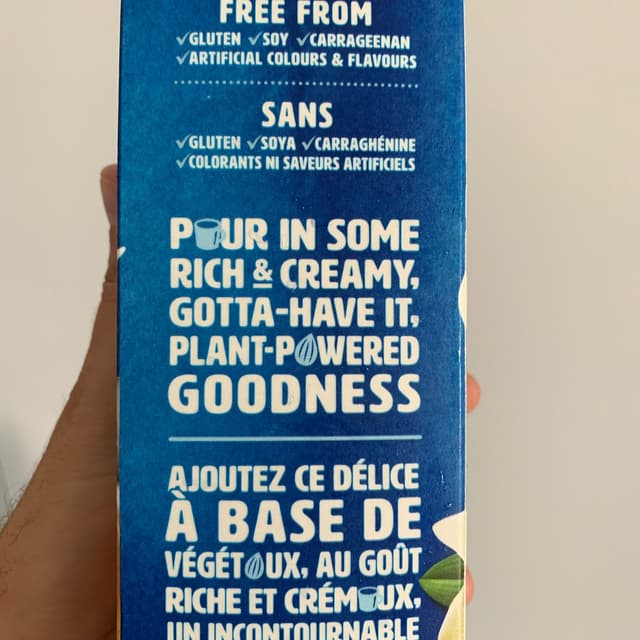 FREE FROM
✓GLUTEN ✓SOY ✓CARRAGEENAN
✓ARTIFICIAL COLOURS & FLAVOURS
SANS
✓GLUTEN ✓SOYA ✓CARRAGHÉNINE
✓COLORANTS NI SAVEURS ARTIFICIELS
POUR IN SOME
RICH & CREAMY,
GOTTA-HAVE IT,
PLANT-POWERED
GOODNESS
AJOUTEZ CE DÉLICE
À BASE DE
VÉGÉTAUX, AU GOÛT
RICHE ET CRÉMEUX,
UN INCONTOURNABLE